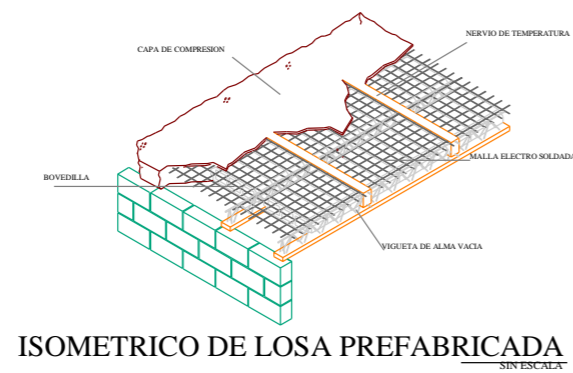 NERVIO DE TEMPERATURA
CAPA DE COMPRESION
MALLA ELECTRO SOLDADA
BOVEDILLA
VIGUETA DE ALMA VACIA
ISOMETRICO DE LOSA PREFABRICADA
SIN ESCALA